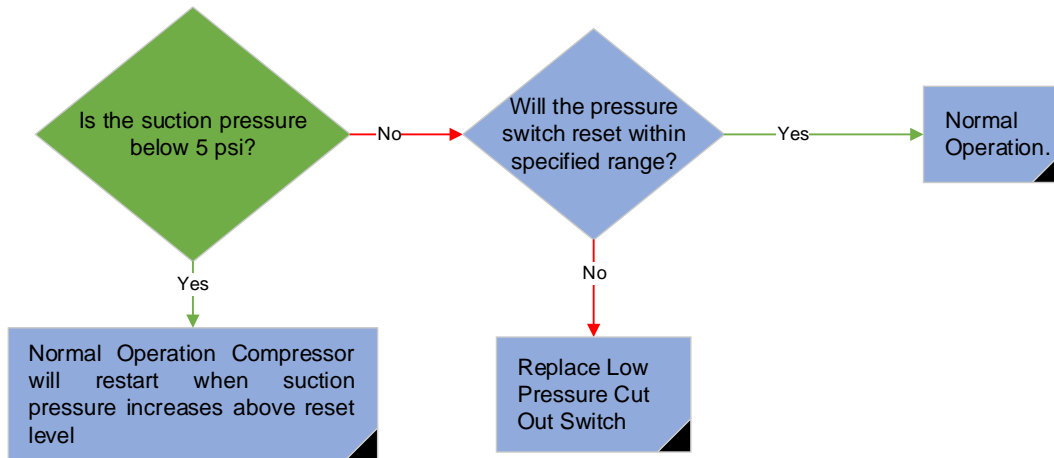 Is the suction pressure
below 5 psi?
No
Will the pressure
switch reset within
specified range?
Yes
Normal
Operation.
Yes
No
Normal Operation Compressor
will restart when suction
pressure increases above reset
level
Replace Low
Pressure Cut
Out Switch